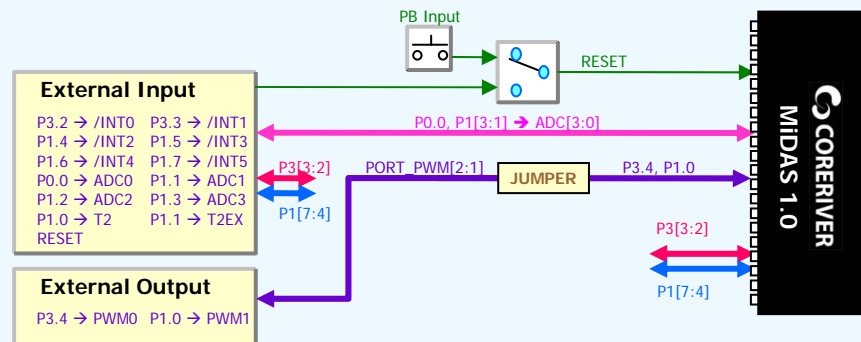 PB Input
RESET
External Input
P3.2 → /INT0 P3.3 → /INT1
P1.4 → /INT2 P1.5 → /INT3
P1.6 → /INT4 P1.7 → /INT5
P0.0 → ADC0 P1.1 → ADC1
P1.2 → ADC2 P1.3 → ADC3
P1.0 → T2 P1.1 → T2EX
RESET
P0.0, P1[3:1] → ADC[3:0]
P3[3:2]
P1[7:4]
PORT_PWM[2:1]
JUMPER
P3.4, P1.0
P3[3:2]
P1[7:4]
External Output
P3.4 → PWM0 P1.0 → PWM1
CORERIVER
MiDAS 1.0